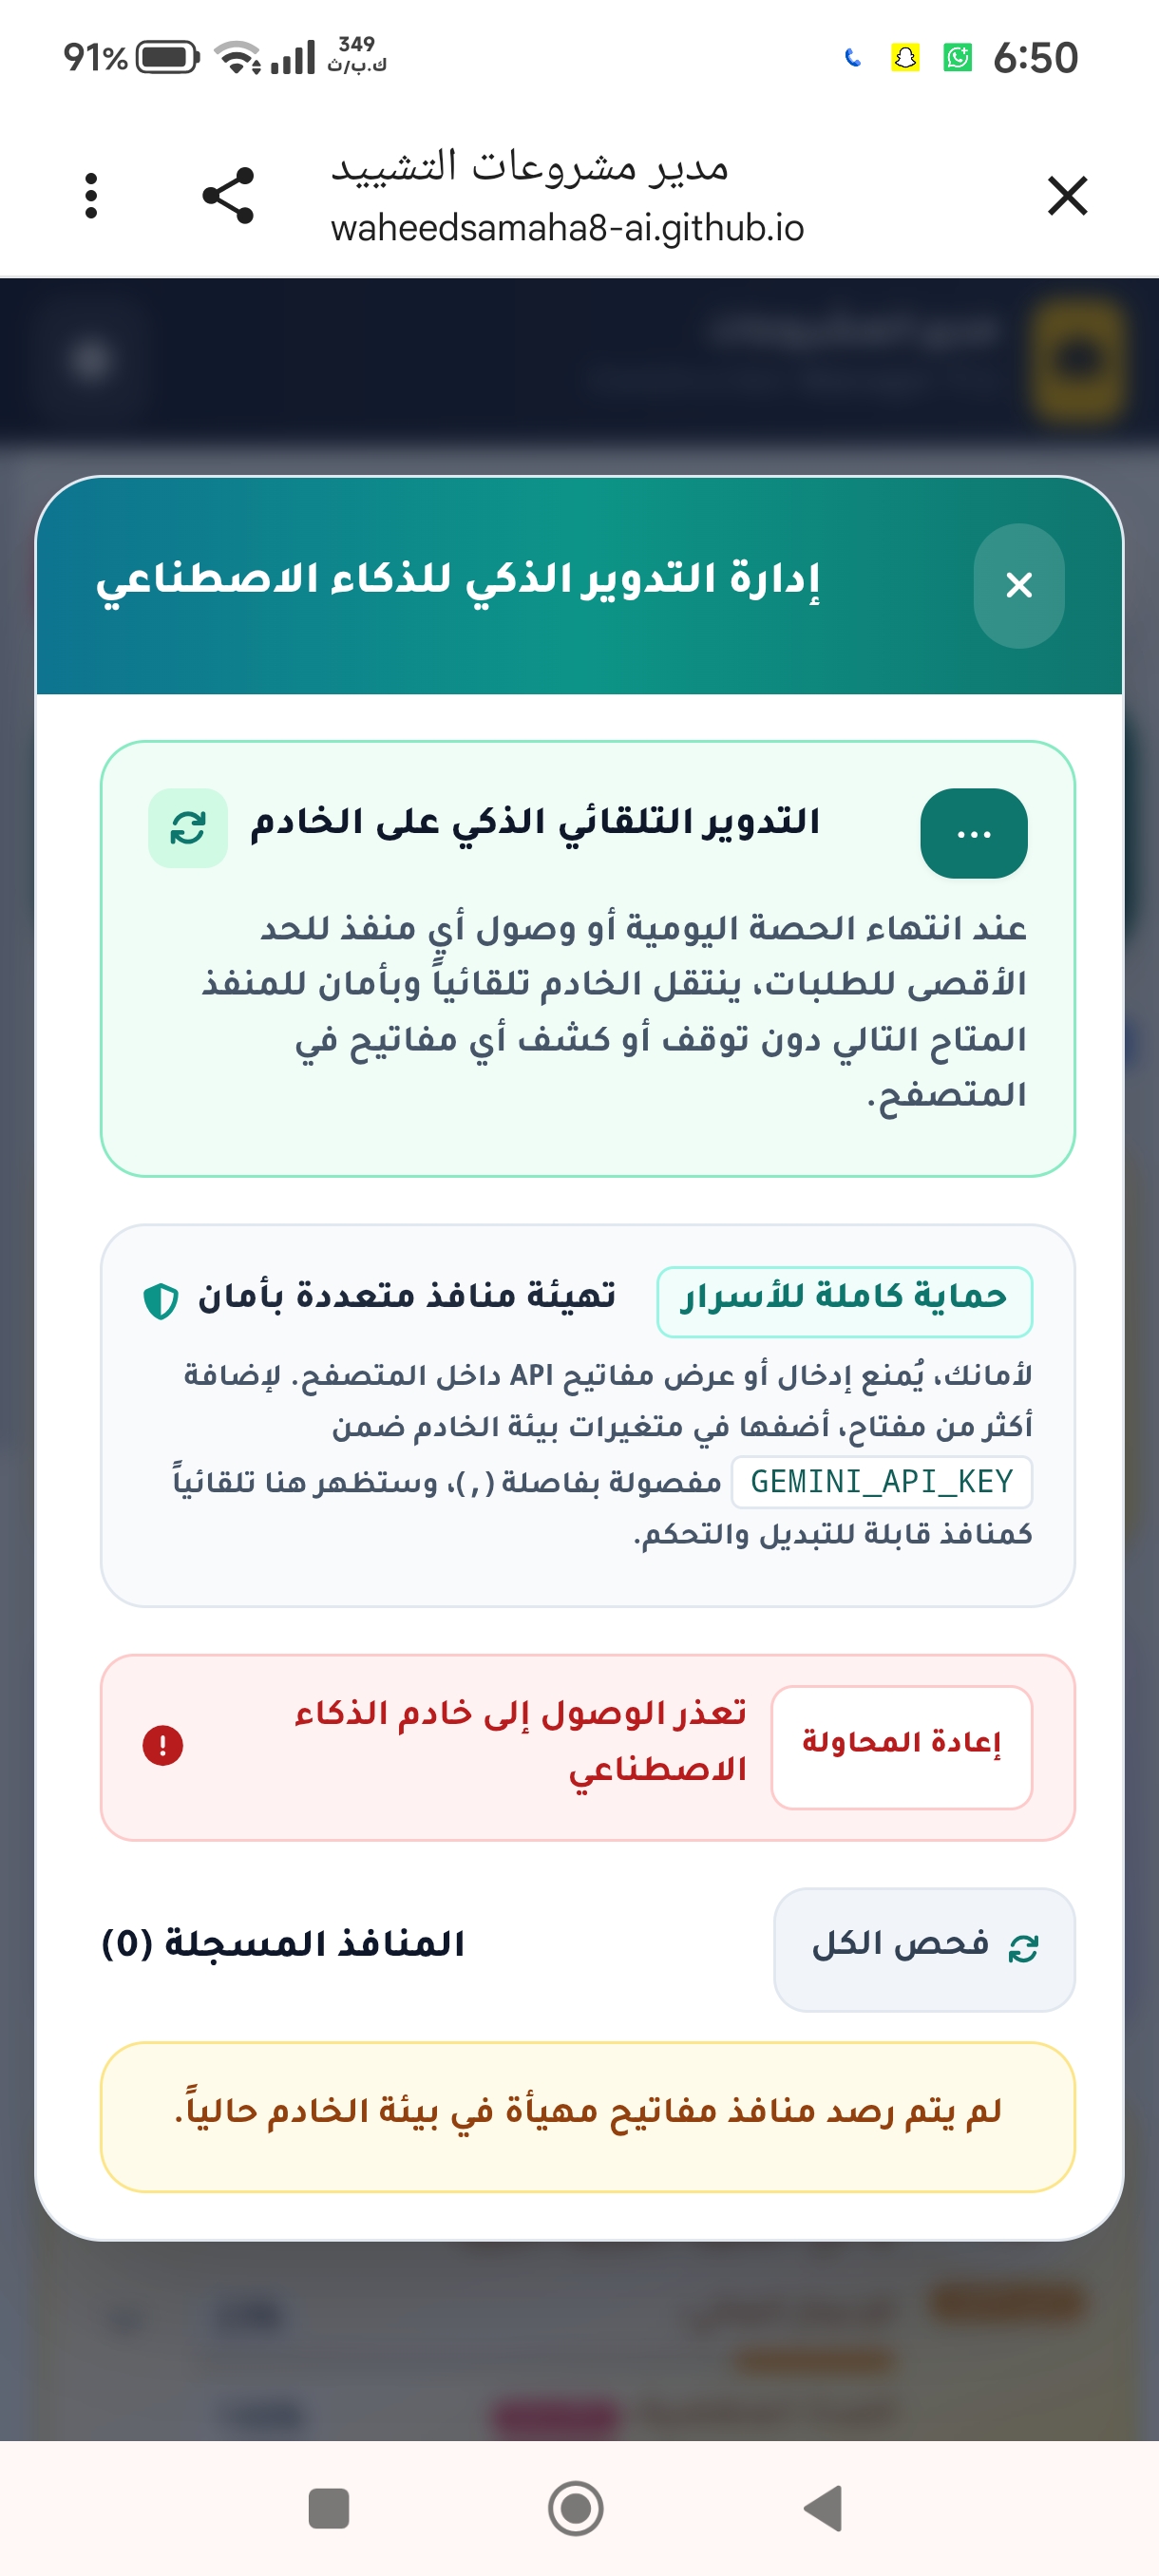 91%
349
ك.ب/ث
6:50
مدير مشروعات التشييد
waheedsamaha8-ai.github.io
إدارة التدوير الذكي للذكاء الاصطناعي
التدوير التلقائي الذكي على الخادم
...
عند انتهاء الحصة اليومية أو وصول أي منفذ للحد
الأقصى للطلبات، ينتقل الخادم تلقائياً وبأمان للمنفذ
المتاح التالي دون توقف أو كشف أي مفاتيح في
المتصفح.
حماية كاملة للأسرار
تهيئة منافذ متعددة بأمان
لأمانك، يُمنع إدخال أو عرض مفاتيح API داخل المتصفح. لإضافة
أكثر من مفتاح، أضفها في متغيرات بيئة الخادم ضمن
GEMINI_API_KEY مفصولة بفاصلة (,)، وستظهر هنا تلقائياً
كمنافذ قابلة للتبديل والتحكم.
إعادة المحاولة
تعذر الوصول إلى خادم الذكاء
الاصطناعي
فحص الكل
المنافذ المسجلة (0)
لم يتم رصد منافذ مفاتيح مهيأة في بيئة الخادم حالياً.